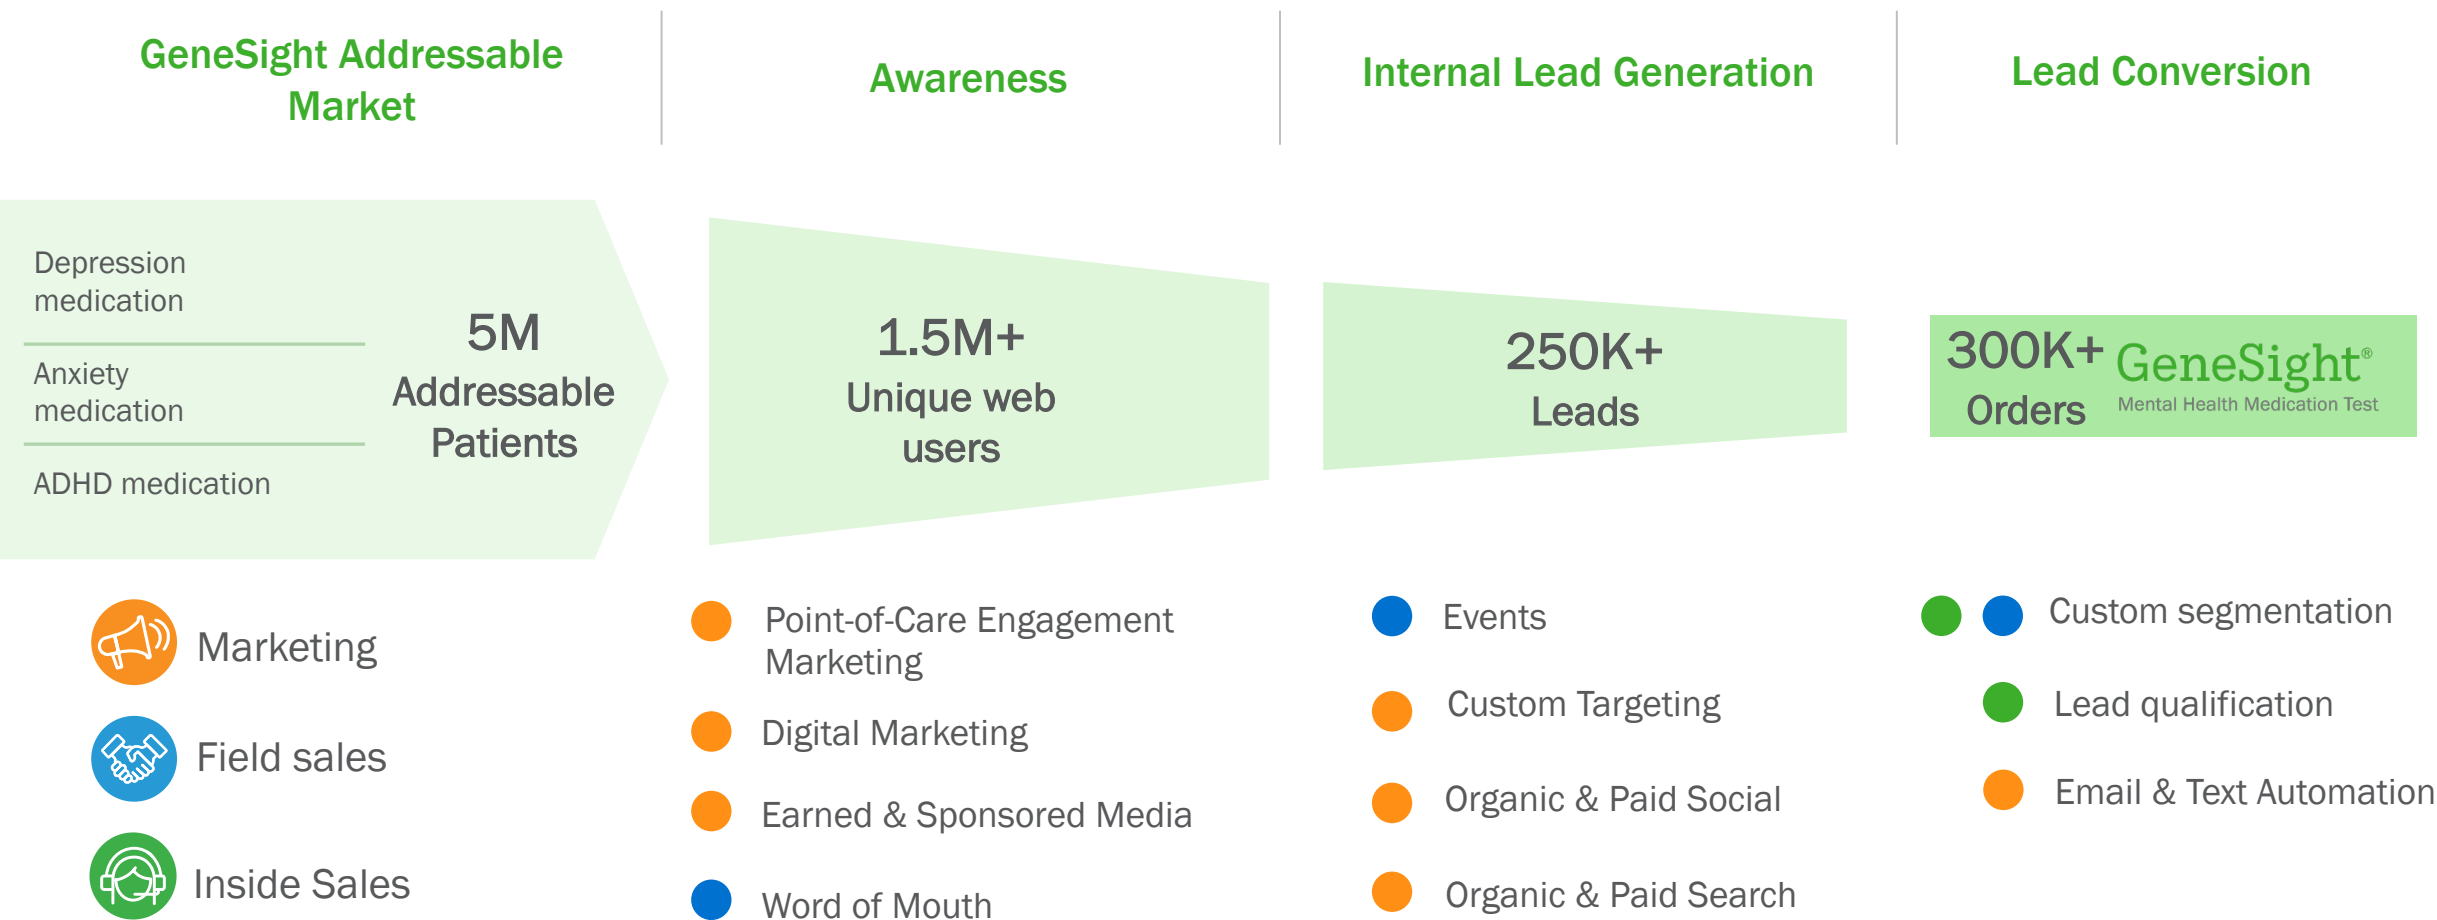 GeneSight Addressable
Market
Awareness
Internal Lead Generation
Lead Conversion
Depression
medication
Anxiety
medication
ADHD medication
5M
Addressable
Patients
1.5M+
Unique web
users
250K+
Leads
300K+
Orders
GeneSight®
Mental Health Medication Test
Marketing
Field sales
Inside Sales
Point-of-Care Engagement
Marketing
Digital Marketing
Earned & Sponsored Media
Word of Mouth
Events
Custom Targeting
Organic & Paid Social
Organic & Paid Search
Custom segmentation
Lead qualification
Email & Text Automation